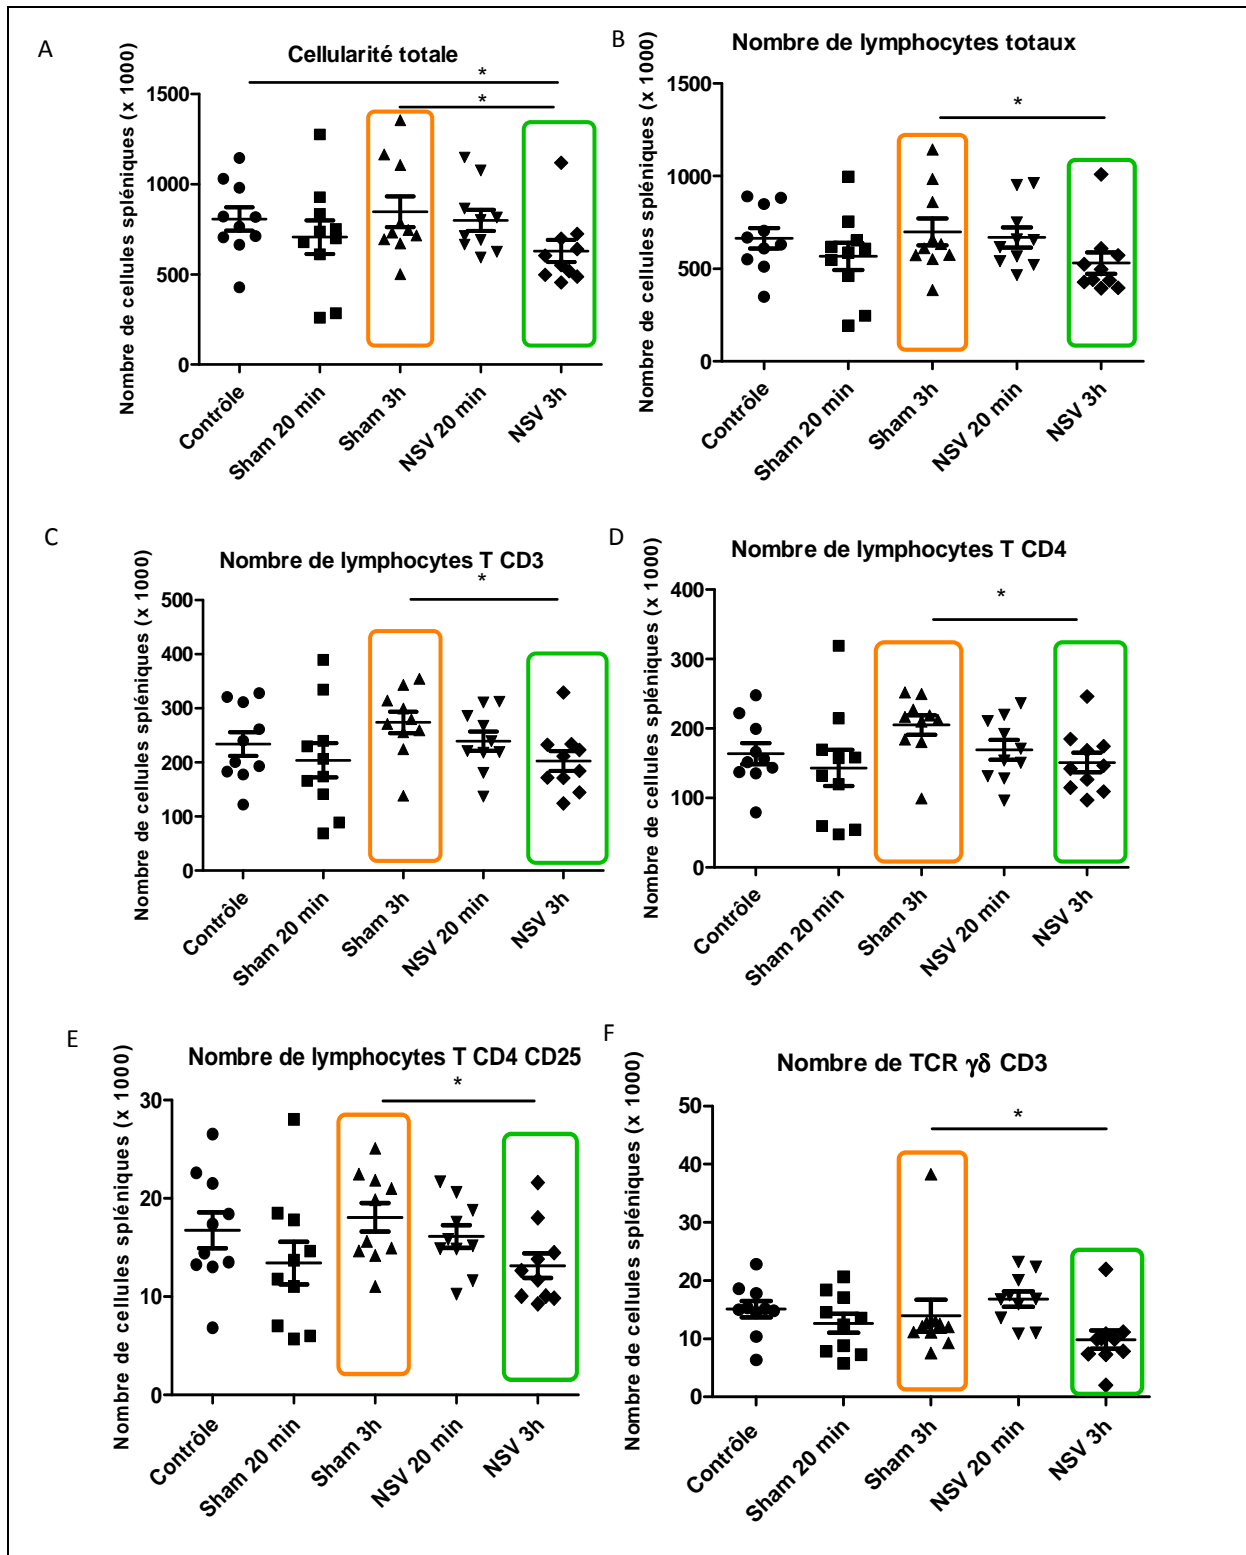 A
Cellularité totale
*
*
Nombre de cellules spléniques (x 1000)
1500
1000
500
0
Contrôle
Sham 20 min
Sham 3h
NSV 20 min
NSV 3h
B
Nombre de lymphocytes totaux
*
Nombre de cellules spléniques (x 1000)
1500
1000
500
0
Contrôle
Sham 20 min
Sham 3h
NSV 20 min
NSV 3h
C
Nombre de lymphocytes T CD3
*
Nombre de cellules spléniques (x 1000)
500
400
300
200
100
0
Contrôle
Sham 20 min
Sham 3h
NSV 20 min
NSV 3h
D
Nombre de lymphocytes T CD4
*
Nombre de cellules spléniques (x 1000)
400
300
200
100
0
Contrôle
Sham 20 min
Sham 3h
NSV 20 min
NSV 3h
E
Nombre de lymphocytes T CD4 CD25
*
Nombre de cellules spléniques (x 1000)
30
20
10
0
Contrôle
Sham 20 min
Sham 3h
NSV 20 min
NSV 3h
F
Nombre de TCR γδ CD3
*
Nombre de cellules spléniques (x 1000)
50
40
30
20
10
0
Contrôle
Sham 20 min
Sham 3h
NSV 20 min
NSV 3h